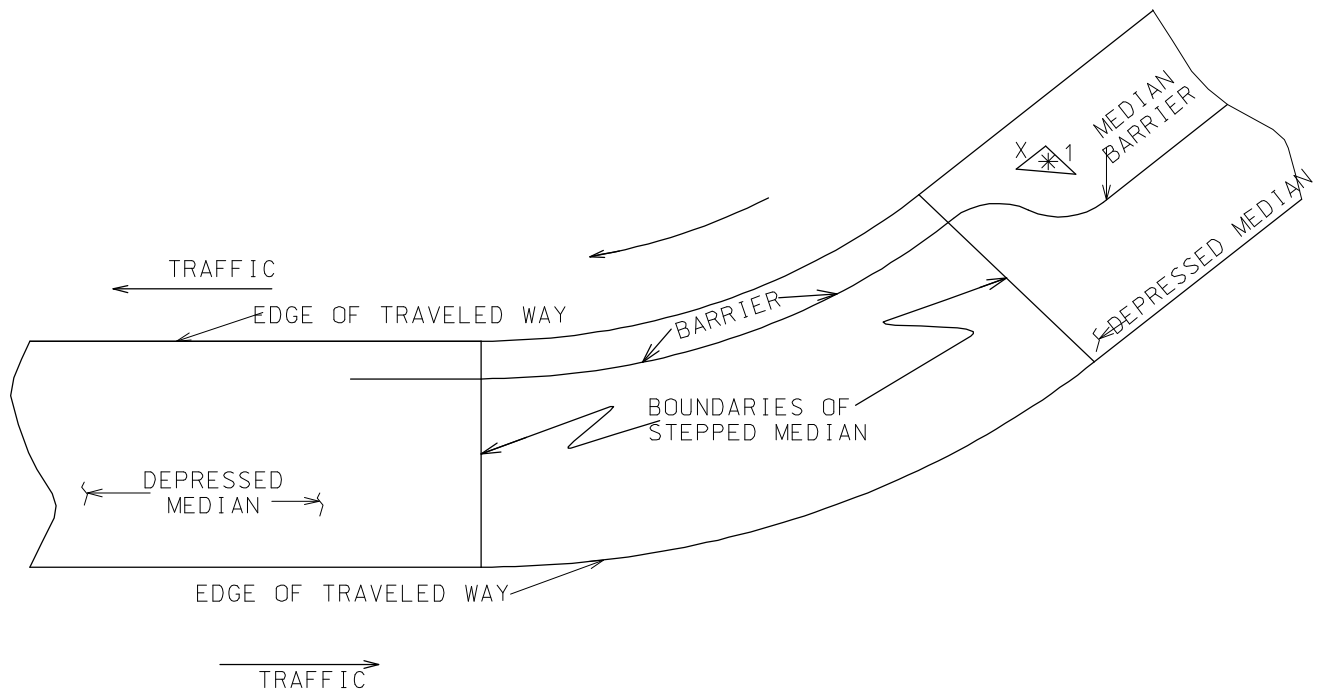 MEDIAN
BARRIER
X
1
DEPRESSED MEDIAN
TRAFFIC
EDGE OF TRAVELED WAY
BARRIER
BOUNDARIES OF
STEPPED MEDIAN
DEPRESSED
MEDIAN
EDGE OF TRAVELED WAY
TRAFFIC